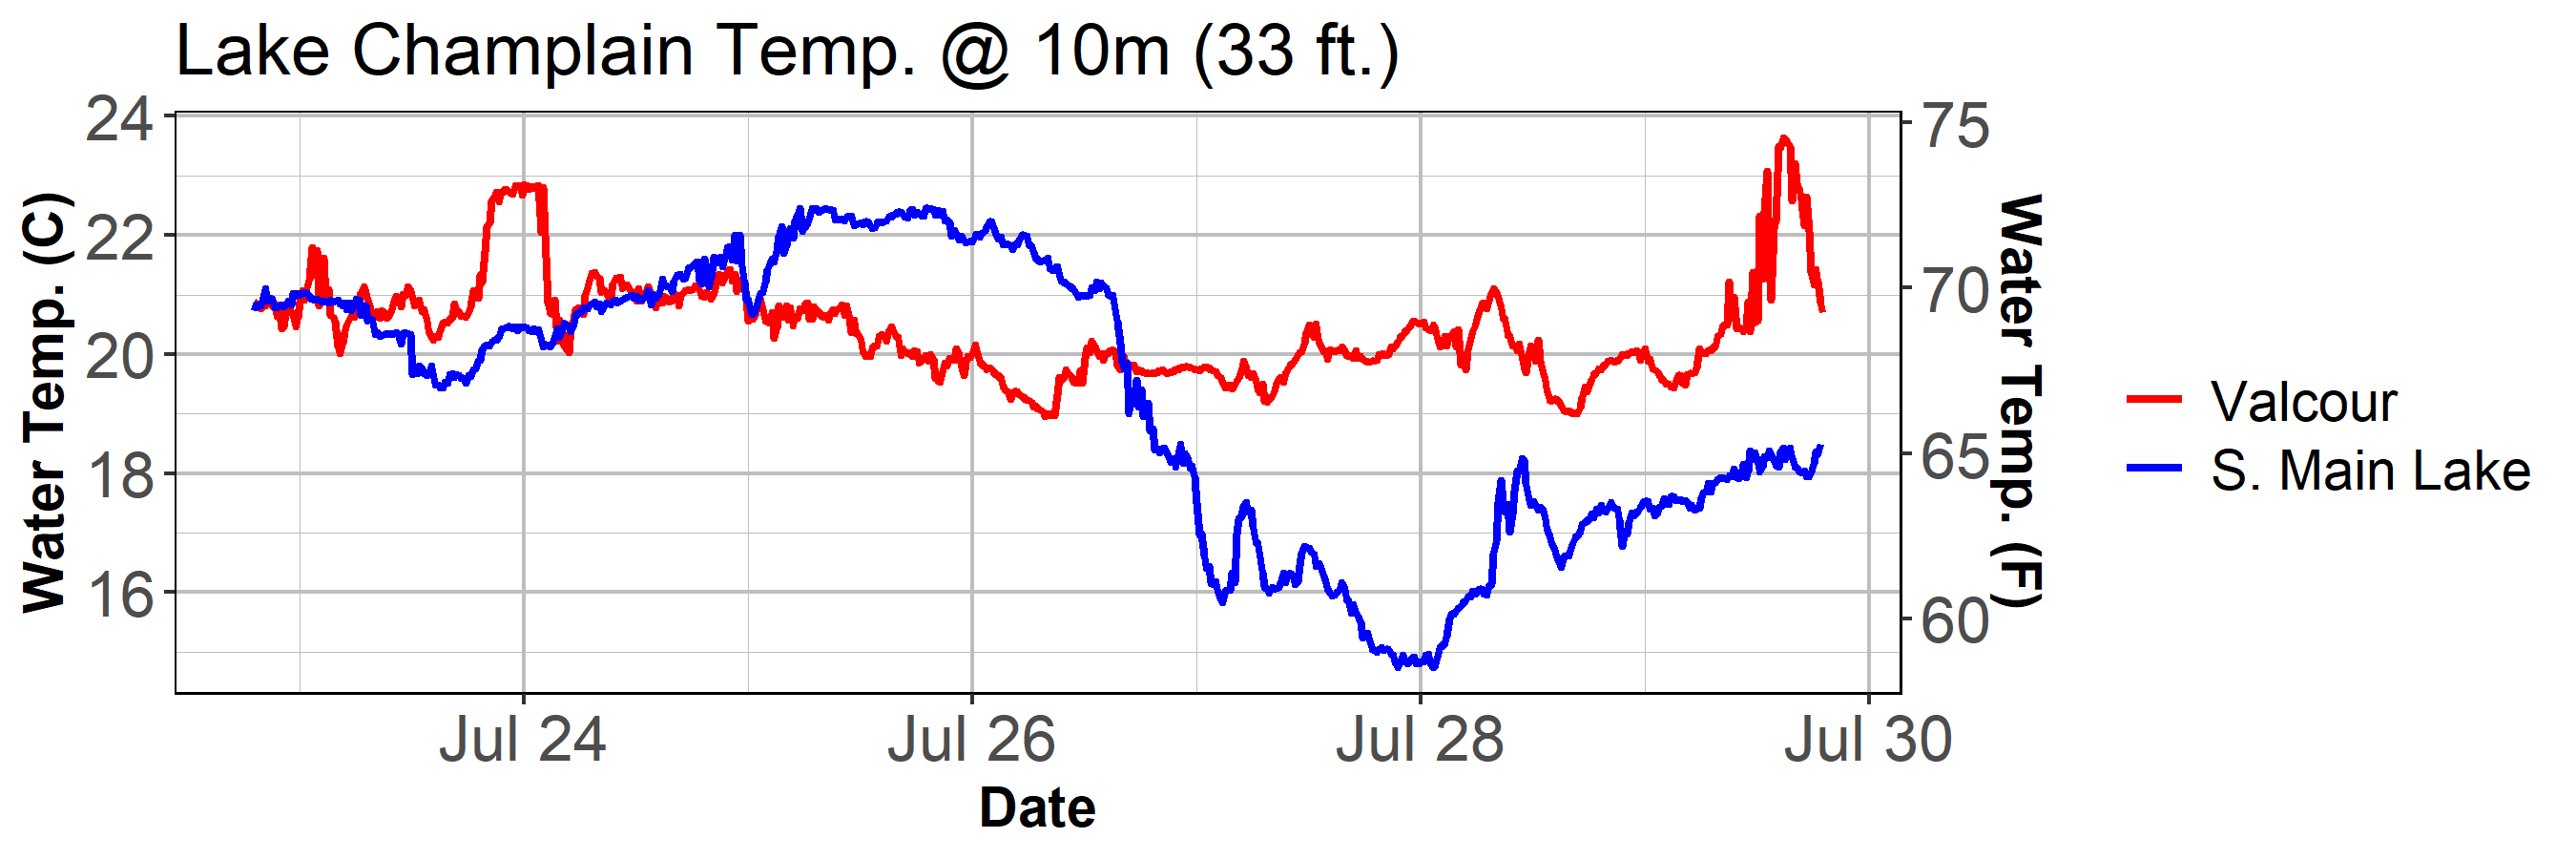 Lake Champlain Temp. @ 10m (33 ft.)
Water Temp. (C)
24
22
20
18
16
75
70
65
60
Water Temp. (F)
Jul 24
Jul 26
Jul 28
Jul 30
Date
Valcour
S. Main Lake